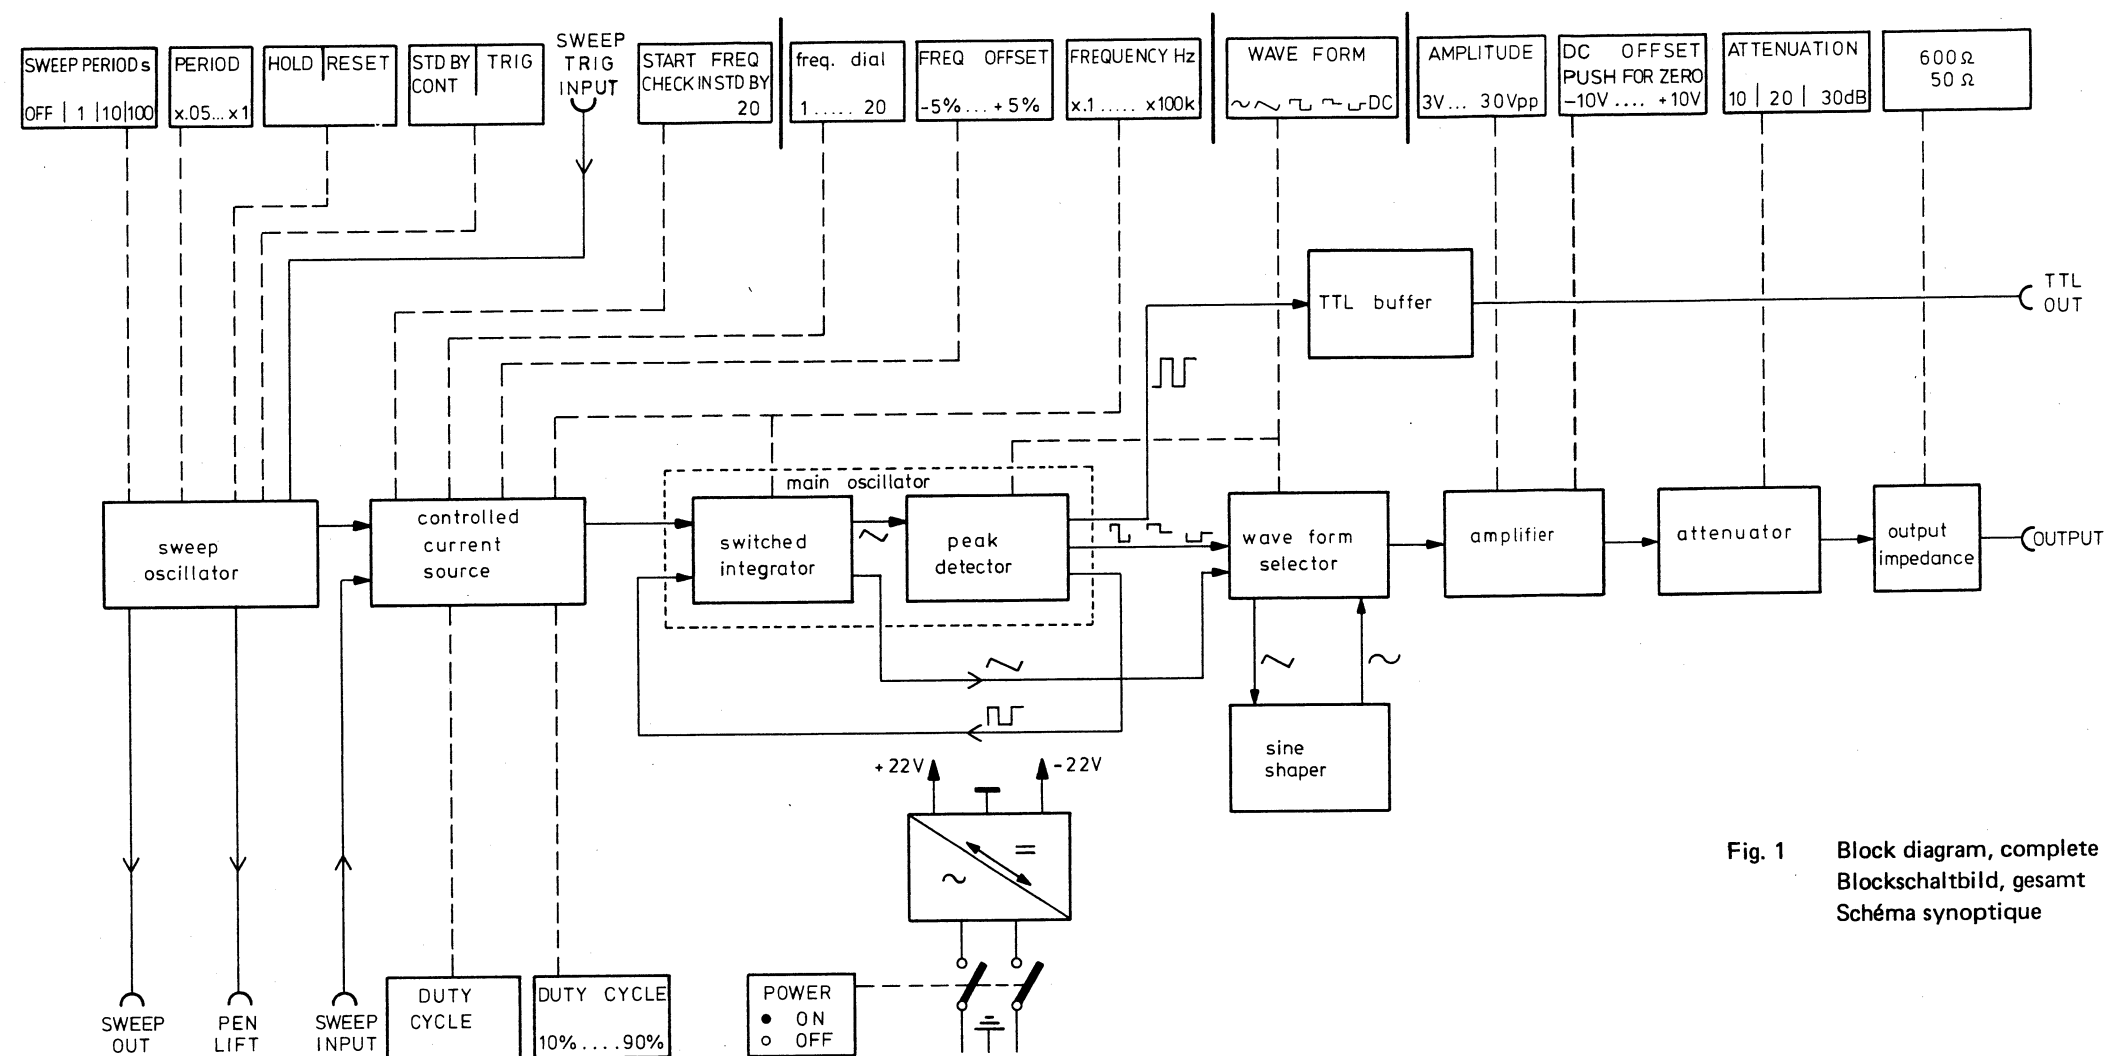 SWEEP PERIOD s
OFF | 1 | 10 | 100
PERIOD
x.05... x1
HOLD | RESET
STD BY | TRIG
CONT
SWEEP
TRIG
INPUT
START FREQ
CHECK IN STD BY
20
freq. dial
1..... 20
FREQ OFFSET
-5%... +5%
FREQUENCY Hz
x.1..... x100k
WAVE FORM
DC
AMPLITUDE
3V... 30Vpp
DC OFFSET
PUSH FOR ZERO
-10V.... +10V
ATTENUATION
10 | 20 | 30dB
600Ω
50Ω
TTL buffer
TTL
OUT
main oscillator
sweep
oscillator
controlled
current
source
switched
integrator
peak
detector
wave form
selector
amplifier
attenuator
output
impedance
OUTPUT
sine
shaper
+22V
-22V
Fig. 1 Block diagram, complete
Blockschaltbild, gesamt
Schéma synoptique
SWEEP
OUT
PEN
LIFT
SWEEP
INPUT
DUTY
CYCLE
DUTY CYCLE
10%....90%
POWER
ON
OFF